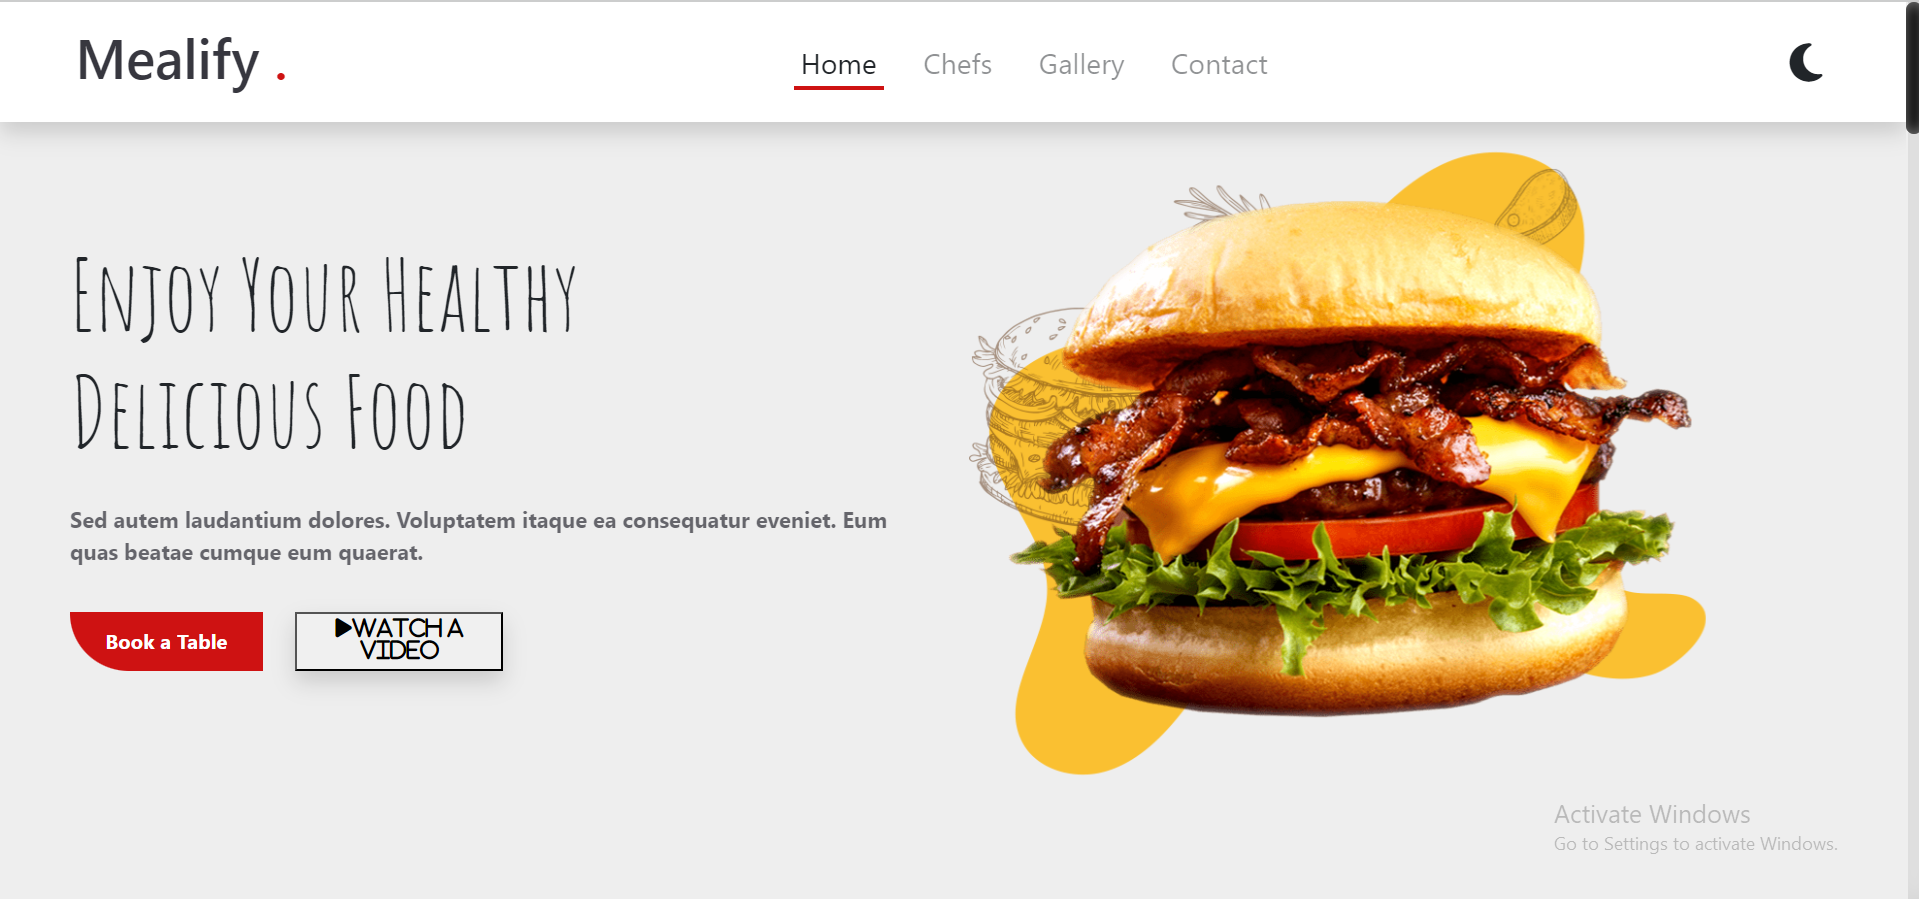 Mealify .
Home Chefs Gallery Contact
Enjoy Your Healthy
Delicious Food
Sed autem laudantium dolores. Voluptatem itaque ea consequatur eveniet. Eum
quas beatae cumque eum quaerat.
Book a Table
WATCH A
VIDEO
Activate Windows
Go to Settings to activate Windows.